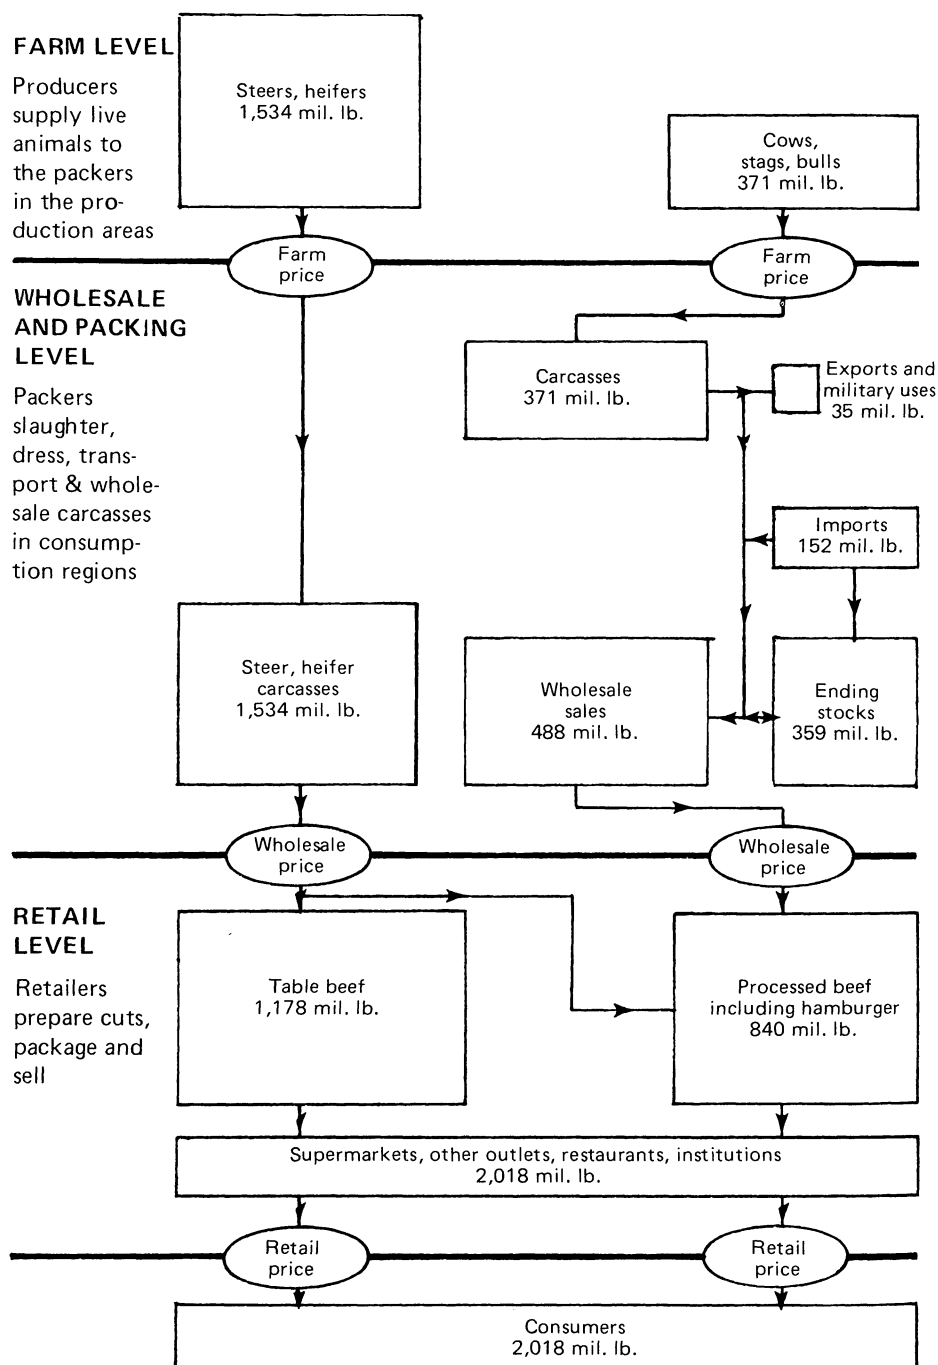 FARM LEVEL
Producers
supply live
animals to
the packers
in the pro-
duction areas
Steers, heifers
1,534 mil. lb.
Cows,
stags, bulls
371 mil. lb.
Farm
price
Farm
price
WHOLESALE
AND PACKING
LEVEL
Packers
slaughter,
dress, trans-
port & whole-
sale carcasses
in consump-
tion regions
Carcasses
371 mil. lb.
Exports and
military uses
35 mil. lb.
Imports
152 mil. lb.
Steer, heifer
carcasses
1,534 mil. lb.
Wholesale
sales
488 mil. lb.
Ending
stocks
359 mil. lb.
Wholesale
price
Wholesale
price
RETAIL
LEVEL
Retailers
prepare cuts,
package and
sell
Table beef
1,178 mil. lb.
Processed beef
including hamburger
840 mil. lb.
Supermarkets, other outlets, restaurants, institutions
2,018 mil. lb.
Retail
price
Retail
price
Consumers
2,018 mil. lb.